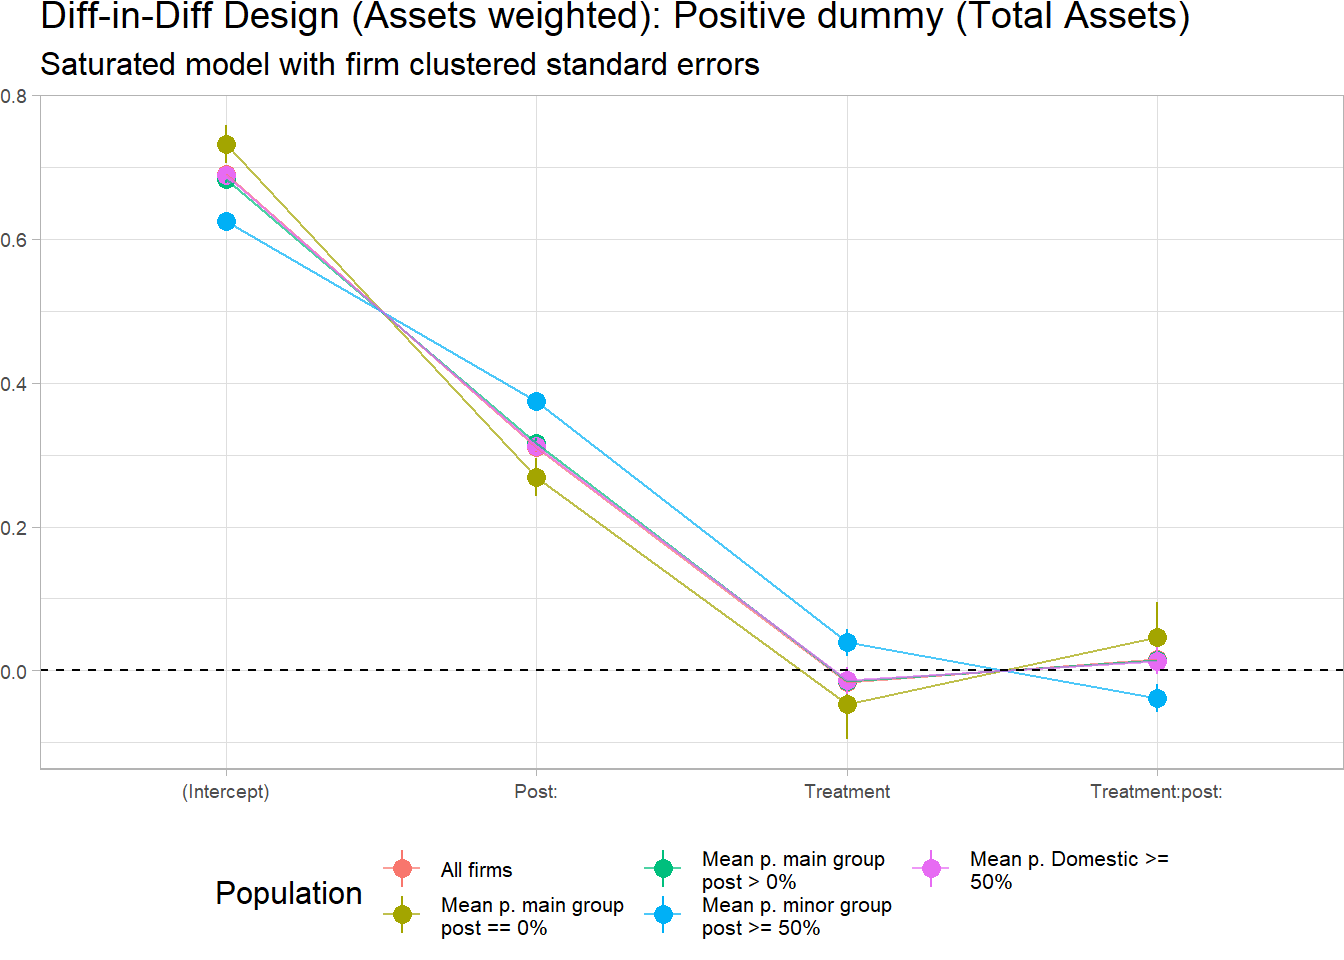 Diff-in-Diff Design (Assets weighted): Positive dummy (Total Assets)
Saturated model with firm clustered standard errors
0.8
0.6
0.4
0.2
0.0
(Intercept)
Post:
Treatment
Treatment:post:
Population
All firms
Mean p. main group
post == 0%
Mean p. main group
post > 0%
Mean p. minor group
post >= 50%
Mean p. Domestic >=
50%